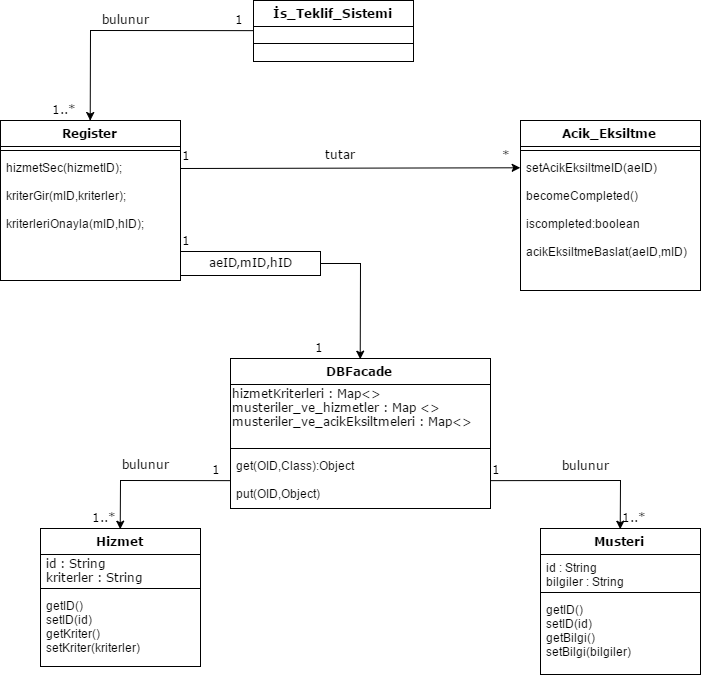 bulunur
1
İs_Teklif_Sistemi
1..*
Register
hizmetSec(hizmetID);
kriterGir(mID,kriterler);
kriterleriOnayla(mID,hID);
1
tutar
*
Acik_Eksiltme
setAcikEksiltmeID(aeID)
becomeCompleted()
iscompleted:boolean
acikEksiltmeBaslat(aeID,mID)
1
aeID,mID,hID
1
DBFacade
hizmetKriterleri : Map<>
musteriler_ve_hizmetler : Map <>
musteriler_ve_acikEksiltmeleri : Map<>
get(OID,Class):Object
put(OID,Object)
bulunur
1
1..*
Hizmet
id : String
kriterler : String
getID()
setID(id)
getKriter()
setKriter(kriterler)
1
bulunur
1..*
Musteri
id : String
bilgiler : String
getID()
setID(id)
getBilgi()
setBilgi(bilgiler)